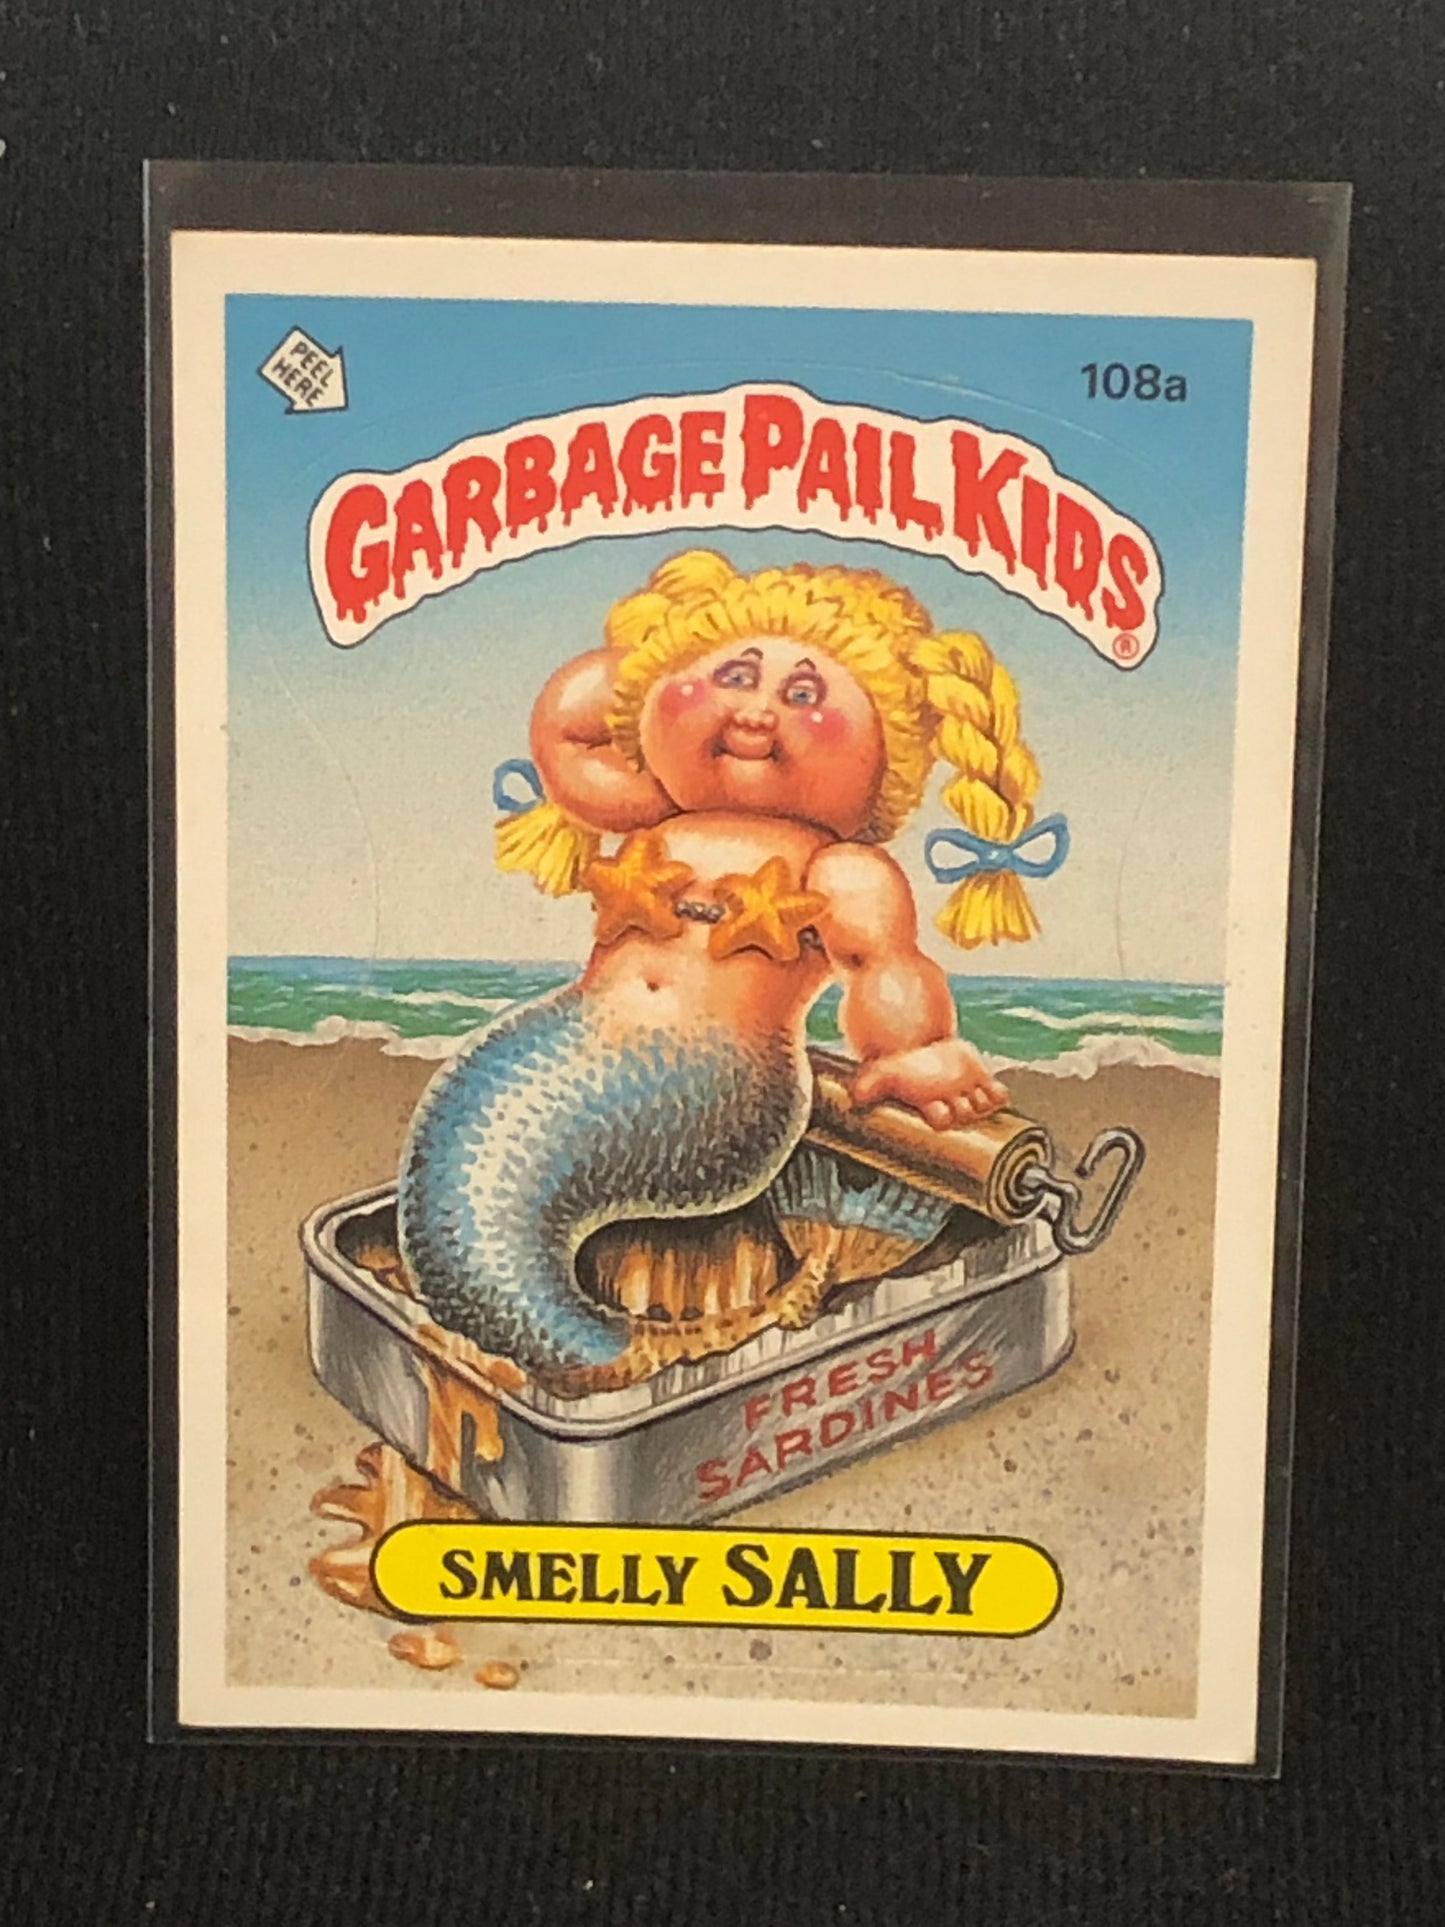 PEEL
HERE
108a
GARBAGE PAIL KIDS
®
FRESH
SARDINES
SMELLY SALLY